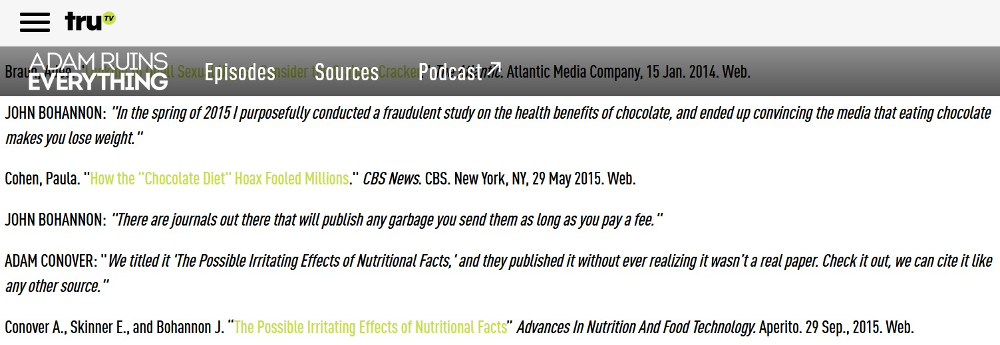 truTV
ADAM RUINS
EVERYTHING
Episodes Sources Podcast
Atlantic Media Company, 15 Jan. 2014. Web.
JOHN BOHANNON: "In the spring of 2015 I purposefully conducted a fraudulent study on the health benefits of chocolate, and ended up convincing the media that eating chocolate
makes you lose weight."
Cohen, Paula. "How the "Chocolate Diet" Hoax Fooled Millions." CBS News. CBS. New York, NY, 29 May 2015. Web.
JOHN BOHANNON: "There are journals out there that will publish any garbage you send them as long as you pay a fee."
ADAM CONOVER: "We titled it 'The Possible Irritating Effects of Nutritional Facts,' and they published it without ever realizing it wasn't a real paper. Check it out, we can cite it like
any other source."
Conover A., Skinner E., and Bohannon J. “The Possible Irritating Effects of Nutritional Facts” Advances In Nutrition And Food Technology. Aperito. 29 Sep., 2015. Web.